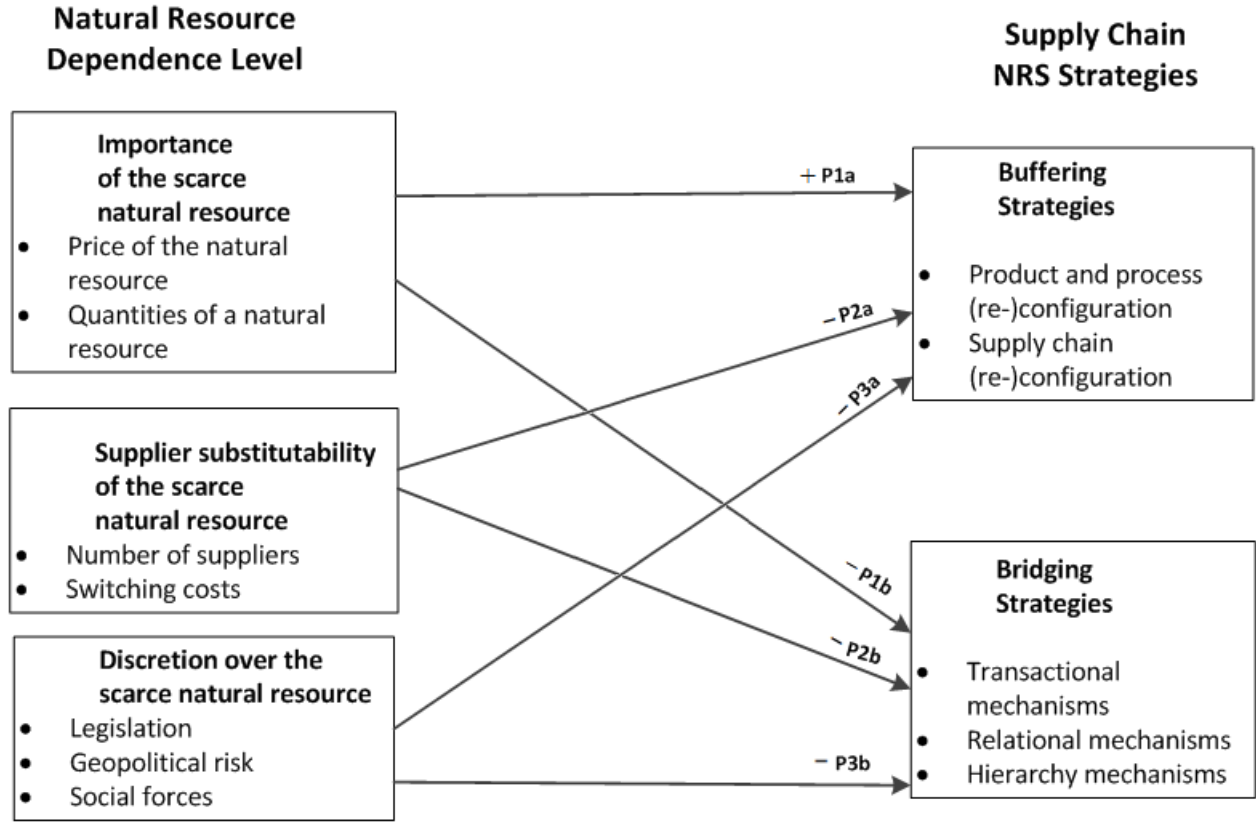 Natural Resource
Dependence Level
Supply Chain
NRS Strategies
Importance
of the scarce
natural resource
• Price of the natural
resource
• Quantities of a natural
resource
Supplier substitutability
of the scarce
natural resource
• Number of suppliers
• Switching costs
Discretion over the
scarce natural resource
• Legislation
• Geopolitical risk
• Social forces
+ P1a
− P2a
− P3a
− P1b
− P2b
− P3b
Buffering
Strategies
• Product and process
(re-)configuration
• Supply chain
(re-)configuration
Bridging
Strategies
• Transactional
mechanisms
• Relational mechanisms
• Hierarchy mechanisms